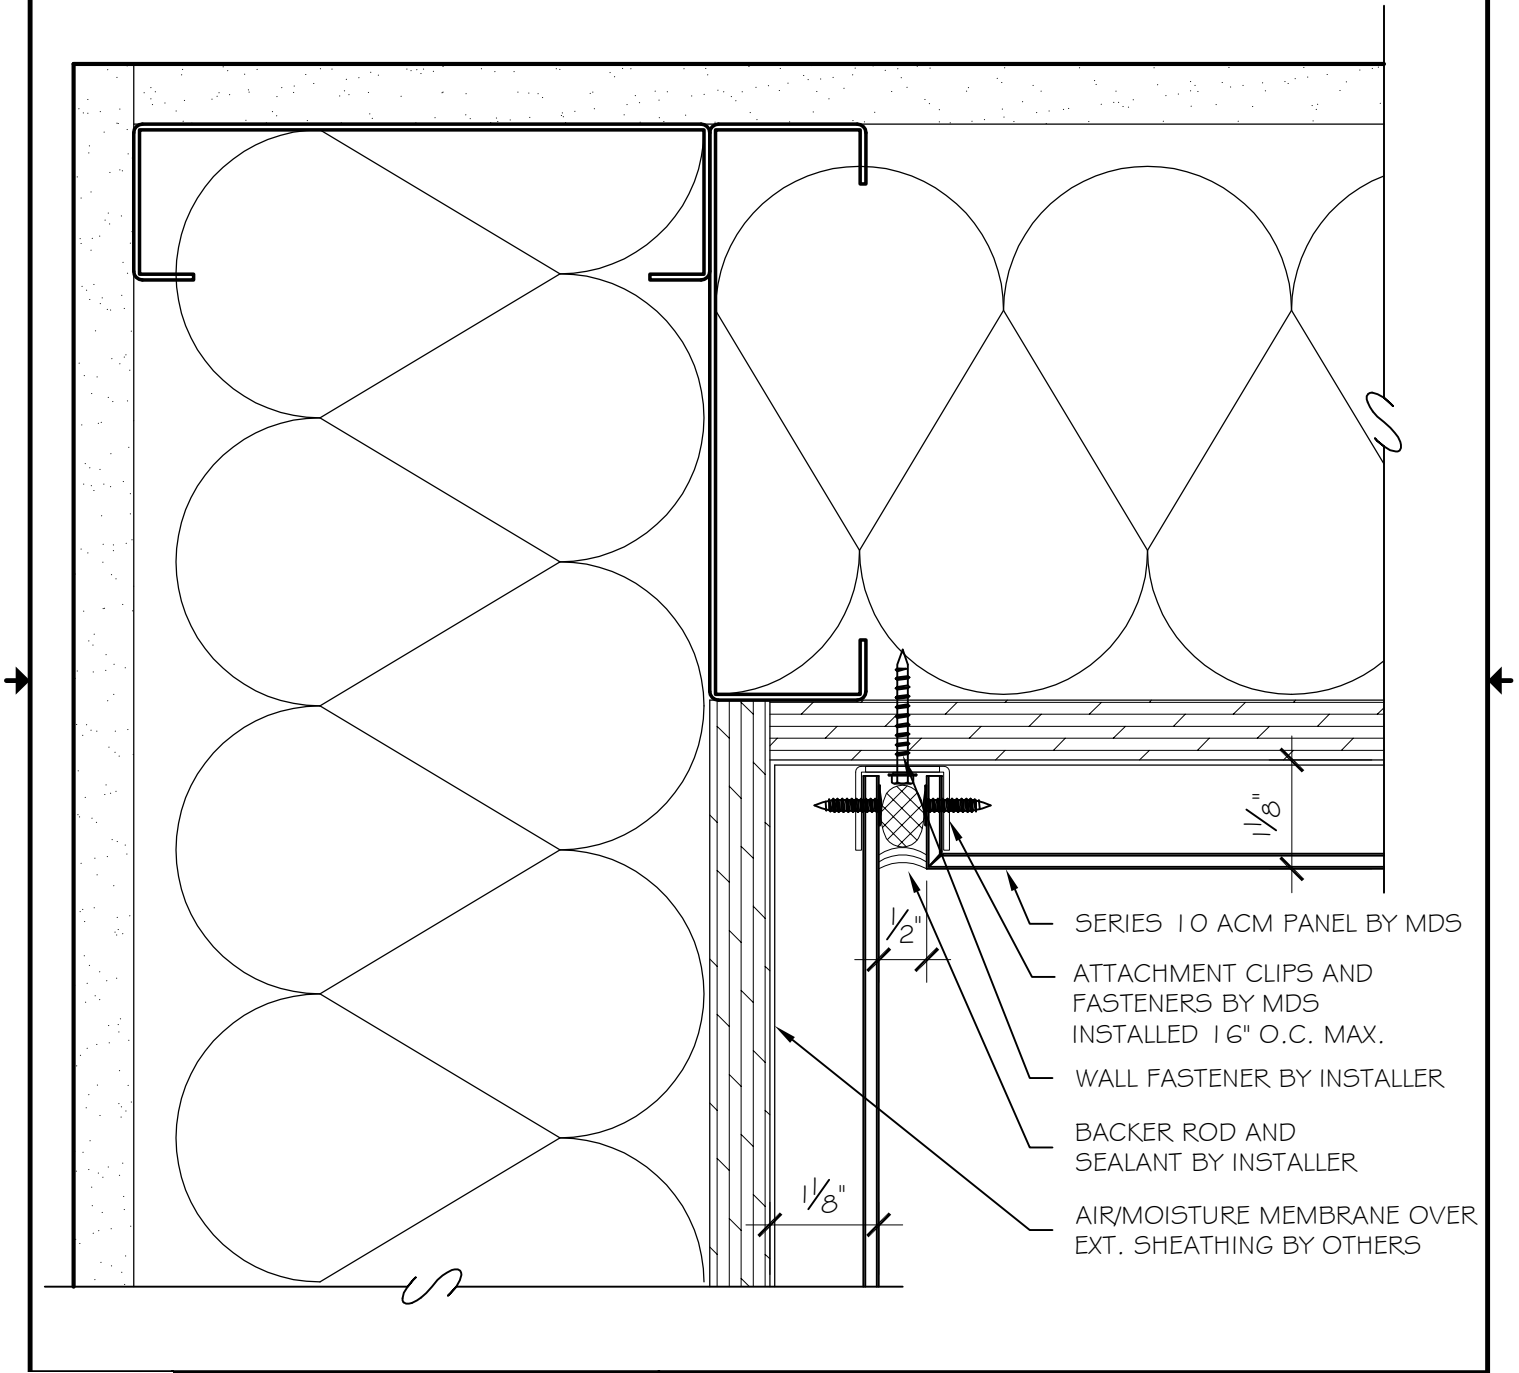 1 1/8"
1/2"
SERIES 10 ACM PANEL BY MDS
ATTACHMENT CLIPS AND
FASTENERS BY MDS
INSTALLED 16" O.C. MAX.
WALL FASTENER BY INSTALLER
BACKER ROD AND
SEALANT BY INSTALLER
1 1/8"
AIR/MOISTURE MEMBRANE OVER
EXT. SHEATHING BY OTHERS